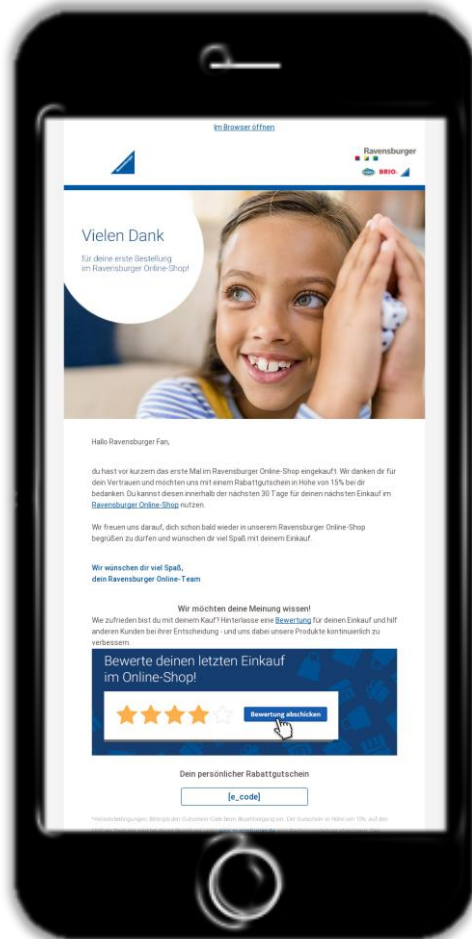 Im Browser öffnen
Ravensburger
BRIO
Vielen Dank
für deine erste Bestellung
im Ravensburger Online-Shop!
Hallo Ravensburger Fan,
du hast vor kurzem das erste Mal im Ravensburger Online-Shop eingekauft. Wir danken dir für
dein Vertrauen und möchten uns mit einem Rabattgutschein in Höhe von 15% bei dir
bedanken. Du kannst diesen innerhalb der nächsten 30 Tage für deinen nächsten Einkauf im
Ravensburger Online-Shop nutzen.
Wir freuen uns darauf, dich schon bald wieder in unserem Ravensburger Online-Shop
begrüßen zu dürfen und wünschen dir viel Spaß mit deinem Einkauf.
Wir wünschen dir viel Spaß,
dein Ravensburger Online-Team
Wir möchten deine Meinung wissen!
Wie zufrieden bist du mit deinem Kauf? Hinterlasse eine Bewertung für deinen Einkauf und hilf
anderen Kunden bei ihrer Entscheidung - und uns dabei unsere Produkte kontinuierlich zu
verbessern.
Bewerte deinen letzten Einkauf
im Online-Shop!
Bewertung abschicken
Dein persönlicher Rabattgutschein
[e_code]